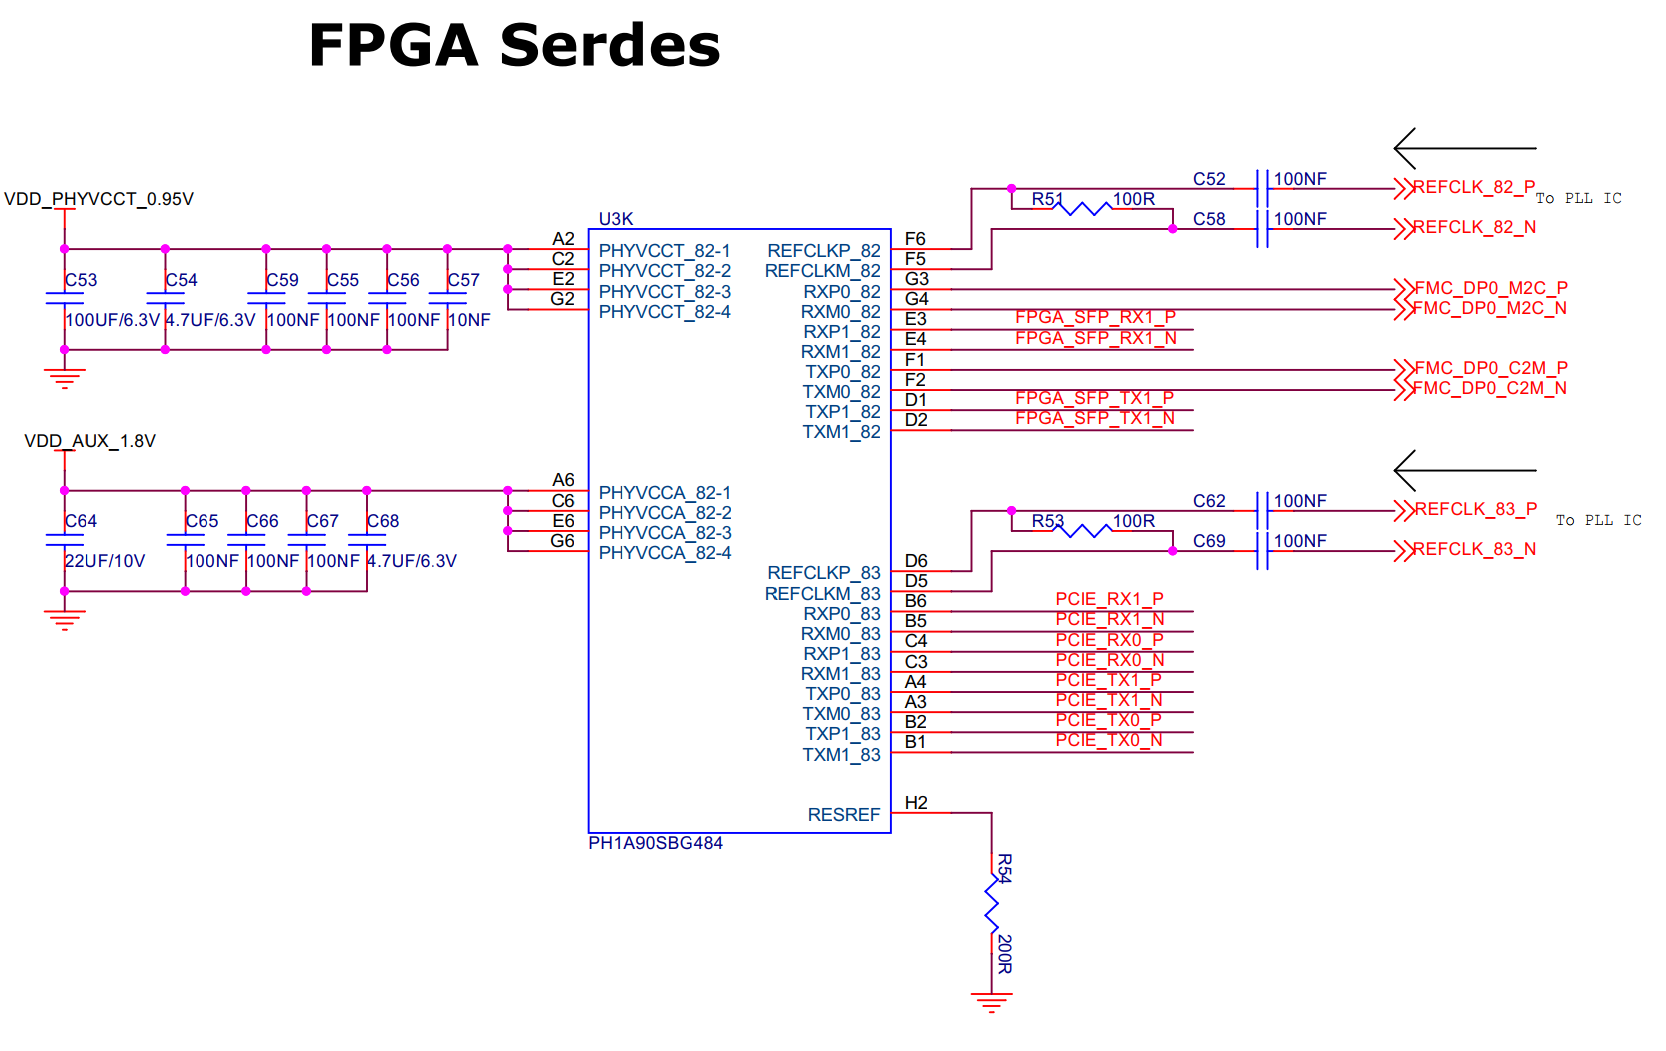 FPGA Serdes
VDD_PHYVCCT_0.95V
C53
100UF/6.3V
C54
4.7UF/6.3V
C59
100NF
C55
100NF
C56
100NF
C57
10NF
VDD_AUX_1.8V
C64
22UF/10V
C65
100NF
C66
100NF
C67
100NF
C68
4.7UF/6.3V
U3K
A2 PHYVCCT_82-1
C2 PHYVCCT_82-2
E2 PHYVCCT_82-3
G2 PHYVCCT_82-4
A6 PHYVCCA_82-1
C6 PHYVCCA_82-2
E6 PHYVCCA_82-3
G6 PHYVCCA_82-4
REFCLKP_82 F6
REFCLKM_82 F5
RXP0_82 G3
RXM0_82 G4
RXP1_82 E3 FPGA_SFP_RX1_P
RXM1_82 E4 FPGA_SFP_RX1_N
TXP0_82 F1
TXM0_82 F2
TXP1_82 D1 FPGA_SFP_TX1_P
TXM1_82 D2 FPGA_SFP_TX1_N
R51 100R
C52 100NF REFCLK_82_P
To PLL IC
C58 100NF REFCLK_82_N
FMC_DP0_M2C_P
FMC_DP0_M2C_N
FMC_DP0_C2M_P
FMC_DP0_C2M_N
R53 100R
C62 100NF REFCLK_83_P
To PLL IC
C69 100NF REFCLK_83_N
REFCLKP_83 D6
REFCLKM_83 D5
RXP0_83 B6 PCIE_RX1_P
RXM0_83 B5 PCIE_RX1_N
RXP1_83 C4 PCIE_RX0_P
RXM1_83 C3 PCIE_RX0_N
TXP0_83 A4 PCIE_TX1_P
TXM0_83 A3 PCIE_TX1_N
TXP1_83 B2 PCIE_TX0_P
TXM1_83 B1 PCIE_TX0_N
RESREF H2
PH1A90SBG484
R54
200R